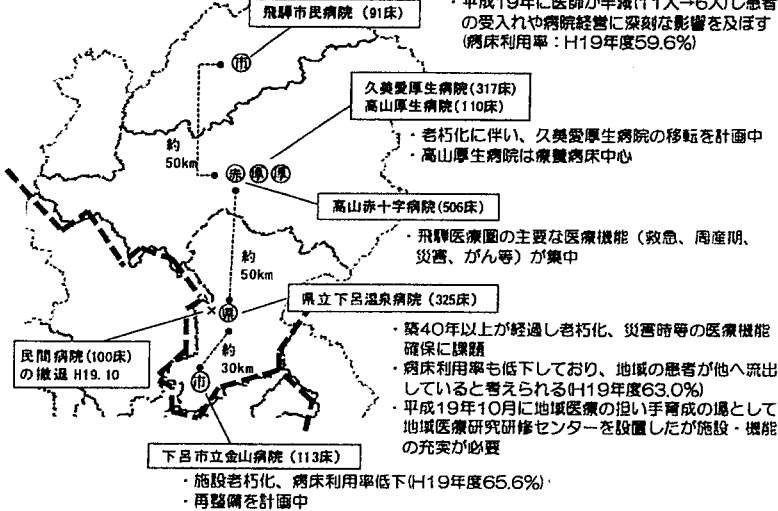 ・平成19年に医師が半減(11人→6人)し患者
の受入れや病院経営に深刻な影響を及ぼす
(病床利用率：H19年度59.6%)
飛騨市民病院（91床）
市
久美愛厚生病院(317床)
高山厚生病院(110床)
・老朽化に伴い、久美愛厚生病院の移転を計画中
・高山厚生病院は療養病床中心
約
50km
赤 厚 厚
高山赤十字病院(506床)
・飛騨医療圏の主要な医療機能（救急、周産期、
災害、がん等）が集中
約
50km
県立下呂温泉病院（325床）
×県
・築40年以上が経過し老朽化、災害時等の医療機能
確保に課題
・病床利用率も低下しており、地域の患者が他へ流出
していると考えられる(H19年度63.0%)
・平成19年10月に地域医療の担い手育成の場として
地域医療研究研修センターを設置したが施設・機能
の充実が必要
民間病院(100床)
の撤退 H19.10
約
30km
市
下呂市立金山病院（113床）
・施設老朽化、病床利用率低下(H19年度65.6%)
・再整備を計画中